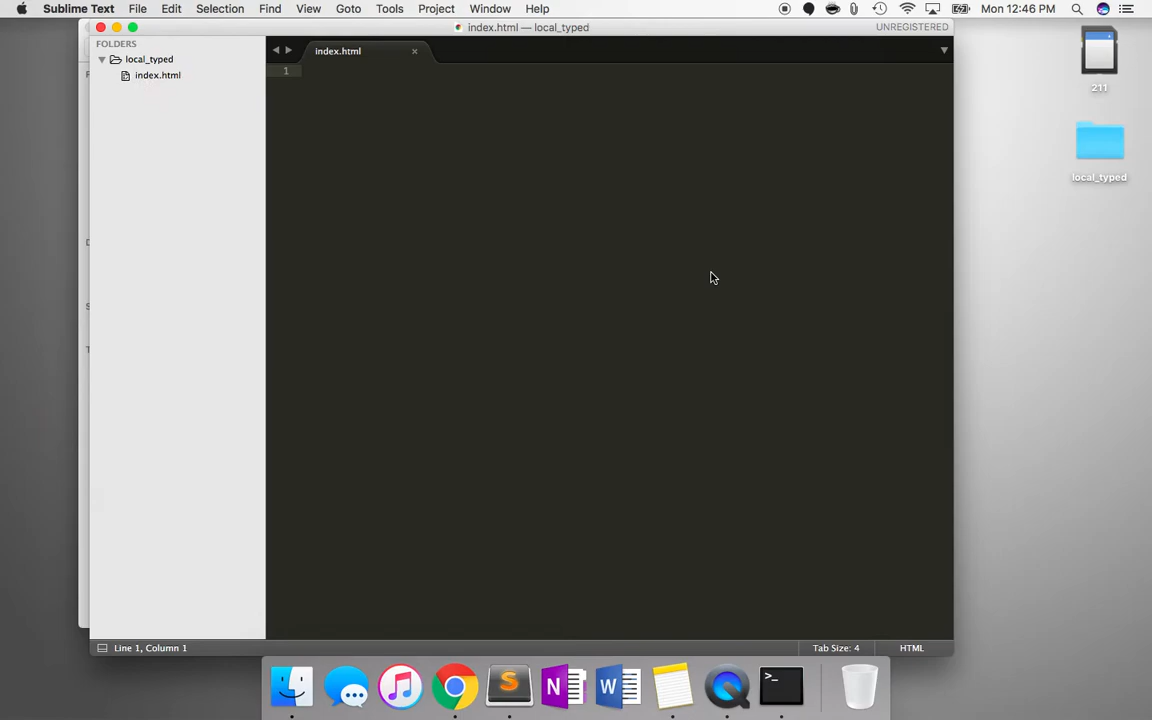 Sublime Text File Edit Selection Find View Goto Tools Project Window Help Mon 12:46 PM
index.html — local_typed UNREGISTERED
FOLDERS
local_typed
index.html
index.html
1
211
local_typed
Line 1, Column 1 Tab Size: 4 HTML